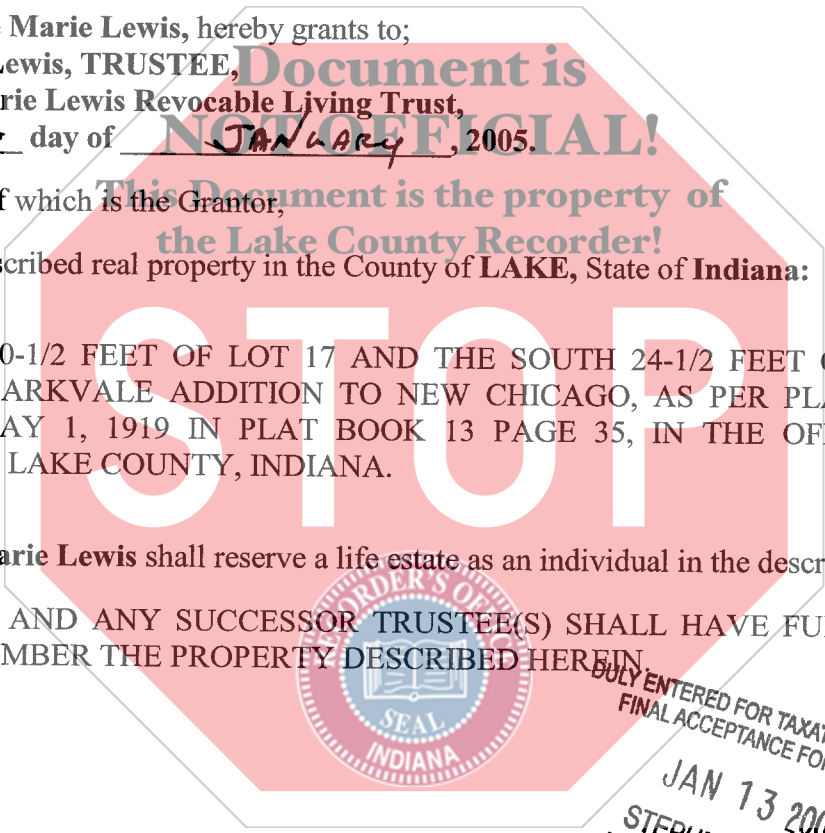 Marie Lewis, hereby grants to;
Lewis, TRUSTEE,
Document is
rie Lewis Revocable Living Trust,
day of JANUARY, 2005.
NOT OFFICIAL!
f which is the Grantor,
This Document is the property of
the Lake County Recorder!
scribed real property in the County of LAKE, State of Indiana:
STOP
0-1/2 FEET OF LOT 17 AND THE SOUTH 24-1/2 FEET
ARKVALE ADDITION TO NEW CHICAGO, AS PER PLA
AY 1, 1919 IN PLAT BOOK 13 PAGE 35, IN THE OF
LAKE COUNTY, INDIANA.
arie Lewis shall reserve a life estate as an individual in the descr
AND ANY SUCCESSOR TRUSTEE(S) SHALL HAVE FU
MBER THE PROPERTY DESCRIBED HEREIN.
RECORDER'S OF
SEAL
INDIANA
DULY ENTERED FOR TAXAT
FINAL ACCEPTANCE FO
JAN 13 200
STEPH